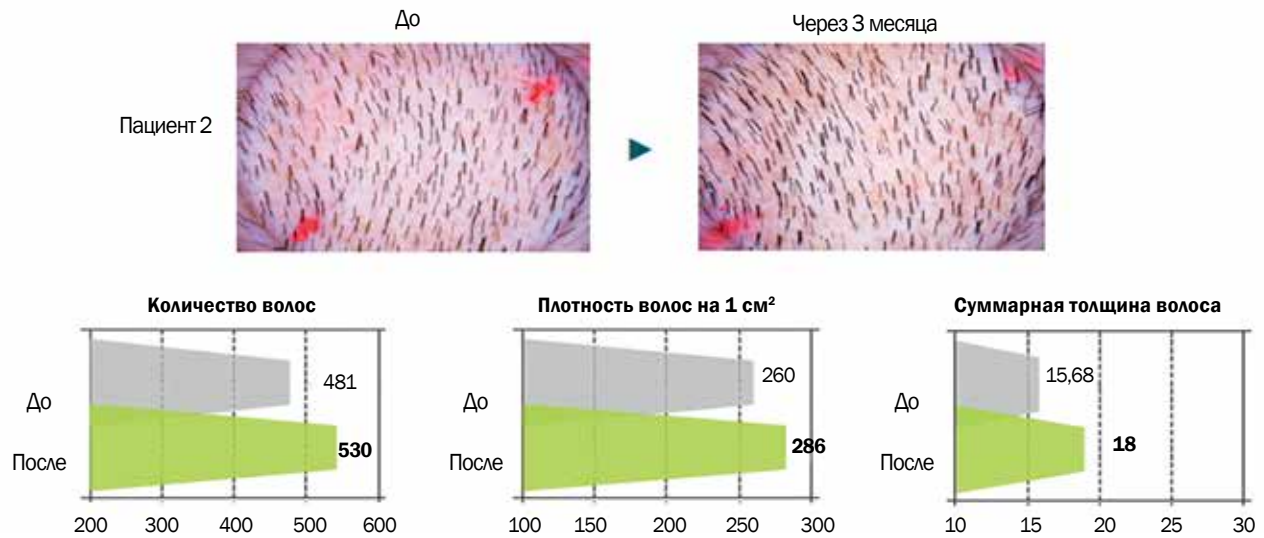 До
Через 3 месяца
Пациент 2
Количество волос
До
481
После
530
200 300 400 500 600
Плотность волос на 1 см²
До
260
После
286
100 150 200 250 300
Суммарная толщина волоса
До
15,68
После
18
10 15 20 25 30